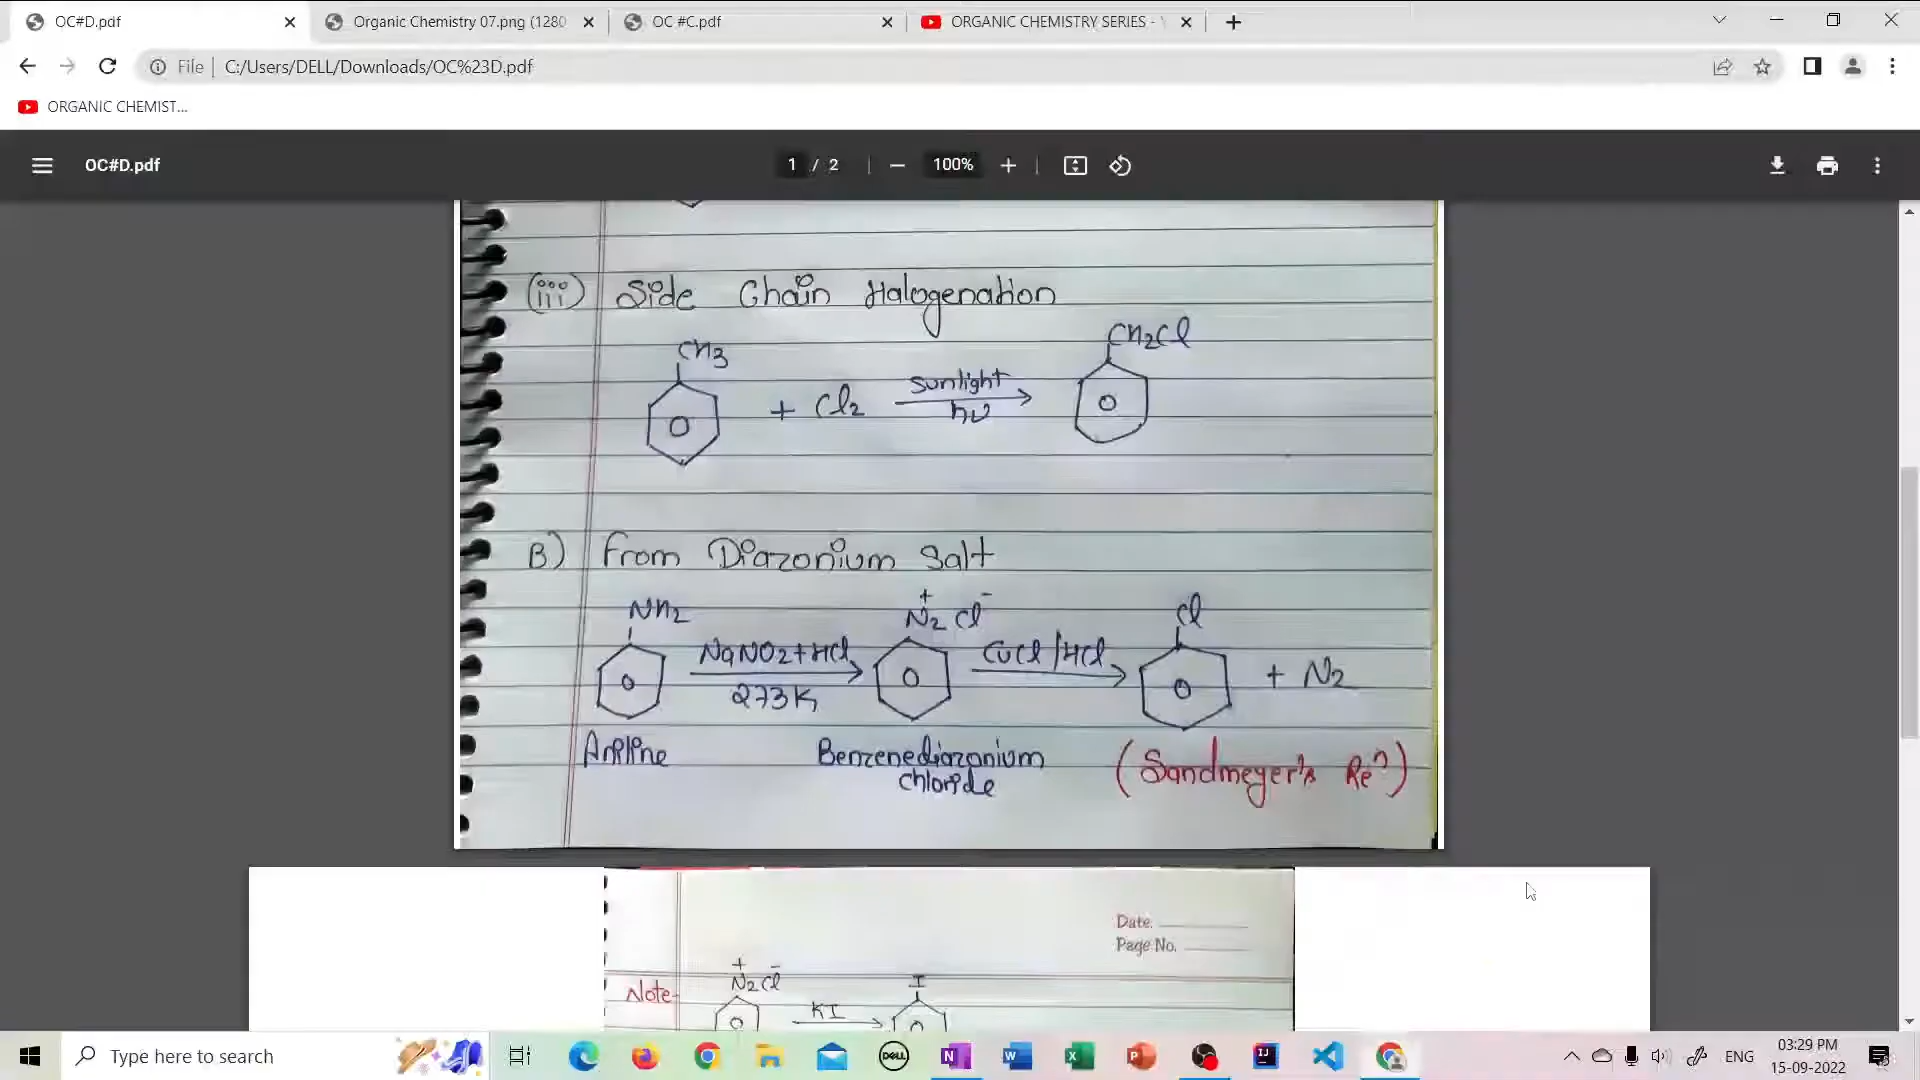 OC#D.pdf
Organic Chemistry 07.png (1280
OC #C.pdf
ORGANIC CHEMISTRY SERIES -
File
C:/Users/DELL/Downloads/OC%23D.pdf
ORGANIC CHEMIST...
OC#D.pdf
1 / 2
100%
(iii) Side Chain Halogenation
CH3
+ Cl2
Sunlight
hν
CH2Cl
B) From Diazonium Salt
NH2
NaNO2+HCl
273K
+
N2 Cl-
CuCl/HCl
Cl
+ N2
Aniline
Benzenediazonium
chloride
(Sandmeyer's Reⁿ)
Date.
Page No.
Note-
+
N2Cl-
KI
I
Type here to search
DELL
ENG
03:29 PM
15-09-2022